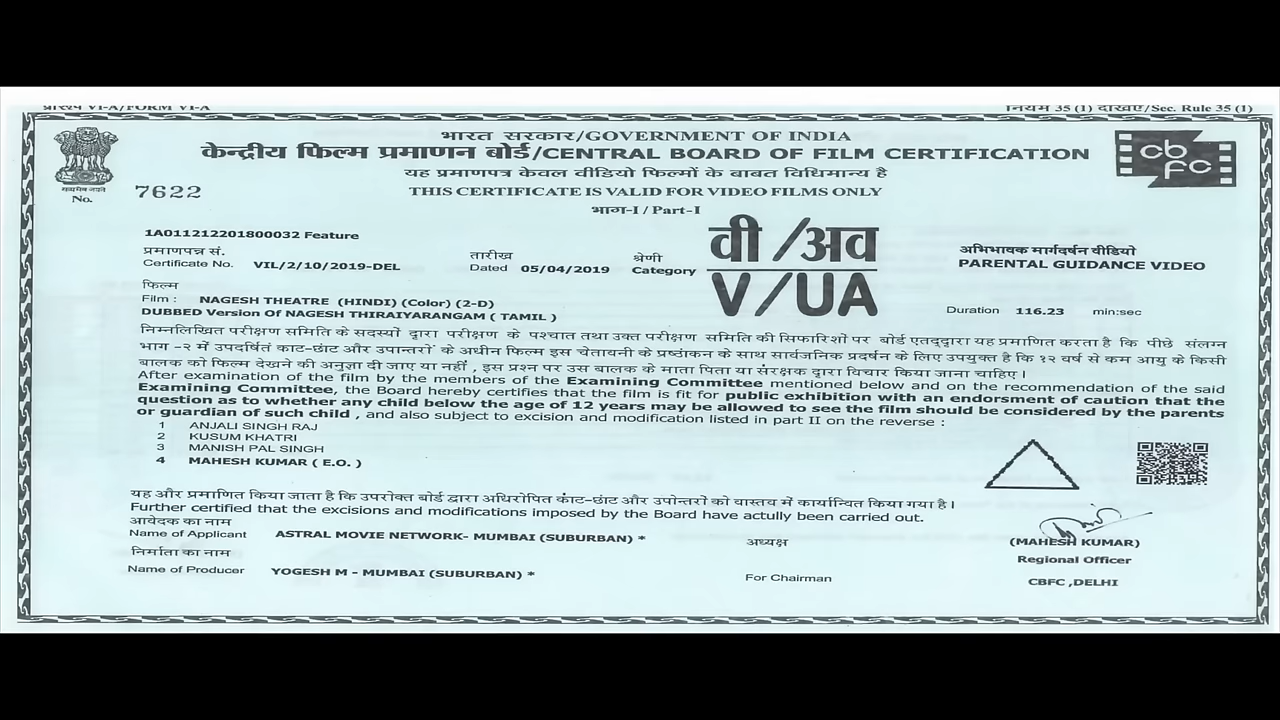 प्रारूप VI-A/FORM VI-A
नियम 35 (1) देखिए/Sec. Rule 35 (1)
भारत सरकार/GOVERNMENT OF INDIA
केन्द्रीय फिल्म प्रमाणन बोर्ड/CENTRAL BOARD OF FILM CERTIFICATION
यह प्रमाणपत्र केवल वीडियो फिल्मों के बाबत विधिमान्य है
THIS CERTIFICATE IS VALID FOR VIDEO FILMS ONLY
भाग-I / Part-I
सत्यमेव जयते
No. 7622
cb
fc
1A011212201800032 Feature
प्रमाणपत्र सं.
Certificate No. VIL/2/10/2019-DEL
तारीख
Dated 05/04/2019
श्रेणी
Category
वी/अव
V/UA
अभिभावक मार्गदर्षन वीडियो
PARENTAL GUIDANCE VIDEO
फिल्म
Film : NAGESH THEATRE (HINDI) (Color) (2-D)
Duration 116.23 min:sec
DUBBED Version Of NAGESH THIRAIYARANGAM ( TAMIL )
निम्नलिखित परीक्षण समिति के सदस्यों द्वारा परीक्षण के पश्चात तथा उक्त परीक्षण समिति की सिफारिशों पर बोर्ड एतद्द्वारा यह प्रमाणित करता है कि पीछे संलग्न
भाग -२ में उपदर्षित काट-छांट और उपान्तरों के अधीन फिल्म इस चेतावनी के प्रष्ठांकन के साथ सार्वजनिक प्रदर्षन के लिए उपयुक्त है कि १२ वर्ष से कम आयु के किसी
बालक को फिल्म देखने की अनुज्ञा दी जाए या नहीं , इस प्रश्न पर उस बालक के माता पिता या संरक्षक द्वारा विचार किया जाना चाहिए।
After examination of the film by the members of the Examining Committee mentioned below and on the recommendation of the said
Examining Committee, the Board hereby certifies that the film is fit for public exhibition with an endorsment of caution that the
question as to whether any child below the age of 12 years may be allowed to see the film should be considered by the parents
or guardian of such child , and also subject to excision and modification listed in part II on the reverse :
1 ANJALI SINGH RAJ
2 KUSUM KHATRI
3 MANISH PAL SINGH
4 MAHESH KUMAR ( E.O. )
यह और प्रमाणित किया जाता है कि उपरोक्त बोर्ड द्वारा अधिरोपित कांट-छांट और उपोन्तरों को वास्तव में कार्यान्वित किया गया है।
Further certified that the excisions and modifications imposed by the Board have actully been carried out.
आवेदक का नाम
Name of Applicant ASTRAL MOVIE NETWORK- MUMBAI (SUBURBAN) *
निर्माता का नाम
Name of Producer YOGESH M - MUMBAI (SUBURBAN) *
अध्यक्ष
For Chairman
(MAHESH KUMAR)
Regional Officer
CBFC ,DELHI